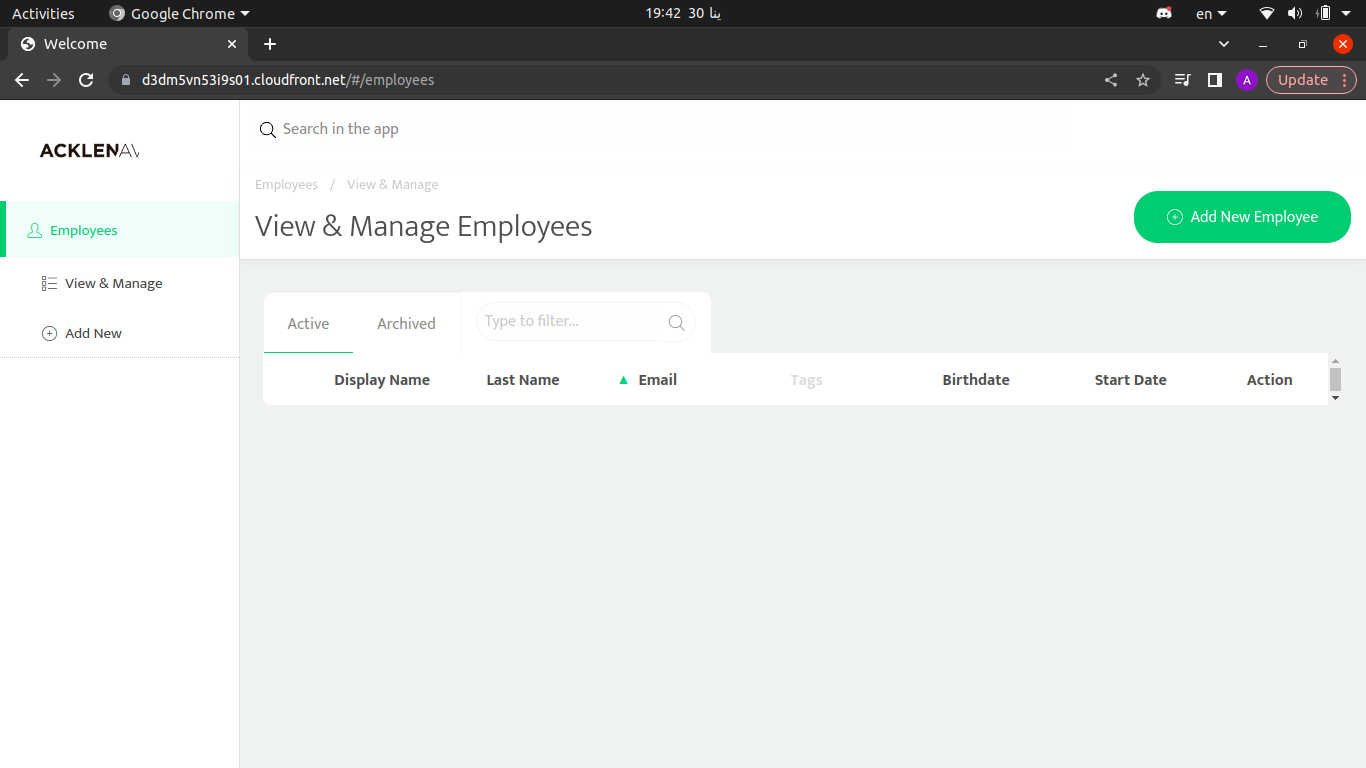 Activities Google Chrome 19:42 30 ينا en
Welcome
d3dm5vn53i9s01.cloudfront.net/#/employees A Update
ACKLENAV
Search in the app
Employees / View & Manage
View & Manage Employees
Add New Employee
Employees
View & Manage
Add New
Active Archived Type to filter...
Display Name Last Name Email Tags Birthdate Start Date Action